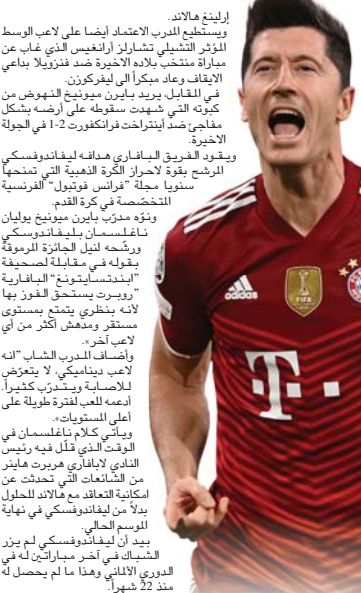 إرلينغ هالاند.
ويستطيع المدرب الاعتماد أيضا على لاعب الوسط
المؤثر التشيلي تشارلز أرانغيس الذي غاب عن
مباراة منتخب بلاده الاخيرة ضد فنزويلا بداعي
الايقاف وعاد مبكراً الى ليفركوزن.
في المقابل، يريد بايرن ميونيخ النهوض من
كبوته التي شهدت سقوطه على أرضه بشكل
مفاجئ ضد أينتراخت فرانكفورت 2-1 في الجولة
الاخيرة.
ويقود الفريق البافاري هدافه ليفاندوفسكي
المرشح بقوة لاحراز الكرة الذهبية التي تمنحها
سنويا مجلة "فرانس فوتبول" الفرنسية
المتخصصة في كرة القدم.
ونوّه مدرّب بايرن ميونيخ يوليان
ناغلسمان بليفاندوسكي
ورشّحه لنيل الجائزة المرموقة
بقوله في مقابلة لصحيفة
"ابندتسايتونغ" البافارية
"روبرت يستحق الفوز بها
لأنه بنظري يتمتع بمستوى
مستقر ومدهش أكثر من أي
لاعب آخر».
وأضاف المدرب الشاب "انه
لاعب ديناميكي، لا يتعرّض
للاصابة ويتدرّب كثيراً.
أدعمه للعب لفترة طويلة على
أعلى المستويات».
ويأتي كلام ناغلسمان في
الوقت الذي قلّل فيه رئيس
النادي لابافاري هربرت هاينر
من الشائعات التي تحدثت عن
امكانية التعاقد مع هالاند للحلول
بدلاً من ليفاندوفسكي في نهاية
الموسم الحالي.
بيد أن ليفاندوفسكي لم يزر
الشباك في آخر مباراتين له في
الدوري الألماني وهذا ما لم يحصل له
منذ 22 شهراً.
adidas
FIFA
T